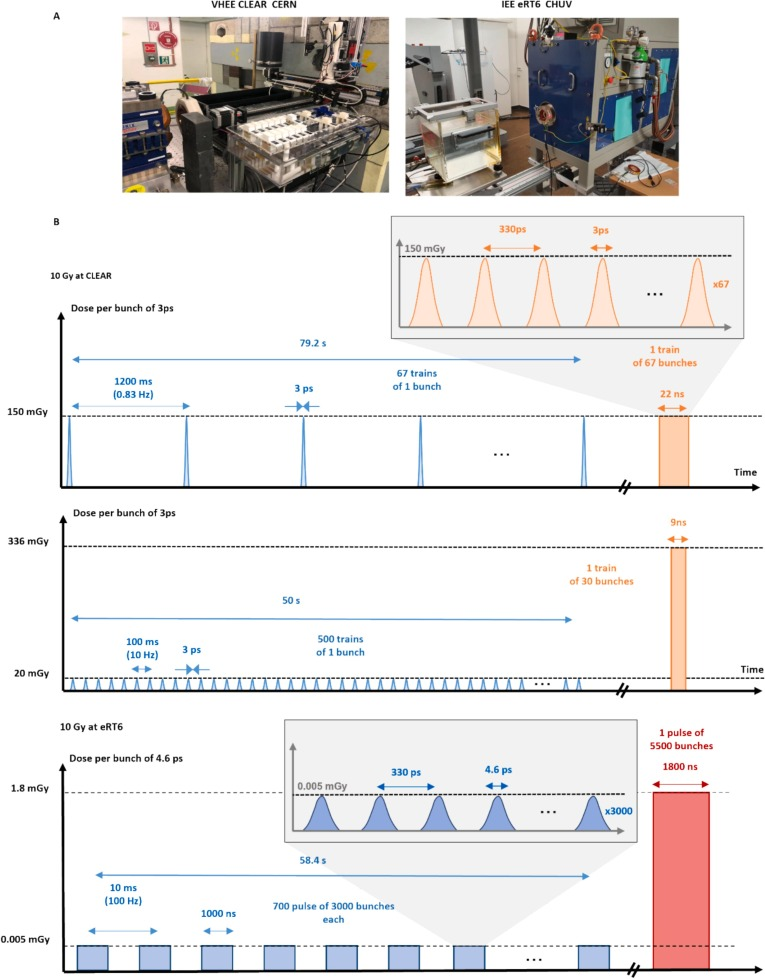 VHEE CLEAR CERN
IEE eRT6 CHUV
A
B
10 Gy at CLEAR
330ps
3ps
150 mGy
x67
...
Dose per bunch of 3ps
79.2 s
1 train
of 67 bunches
1200 ms
(0.83 Hz)
3 ps
67 trains
of 1 bunch
22 ns
150 mGy
...
Time
Dose per bunch of 3ps
336 mGy
9ns
1 train
of 30 bunches
50 s
100 ms
(10 Hz)
3 ps
500 trains
of 1 bunch
20 mGy
...
Time
10 Gy at eRT6
Dose per bunch of 4.6 ps
1 pulse of
5500 bunches
1800 ns
330 ps
4.6 ps
0.005 mGy
x3000
...
1.8 mGy
58.4 s
10 ms
(100 Hz)
1000 ns
700 pulse of 3000 bunches
each
0.005 mGy
...